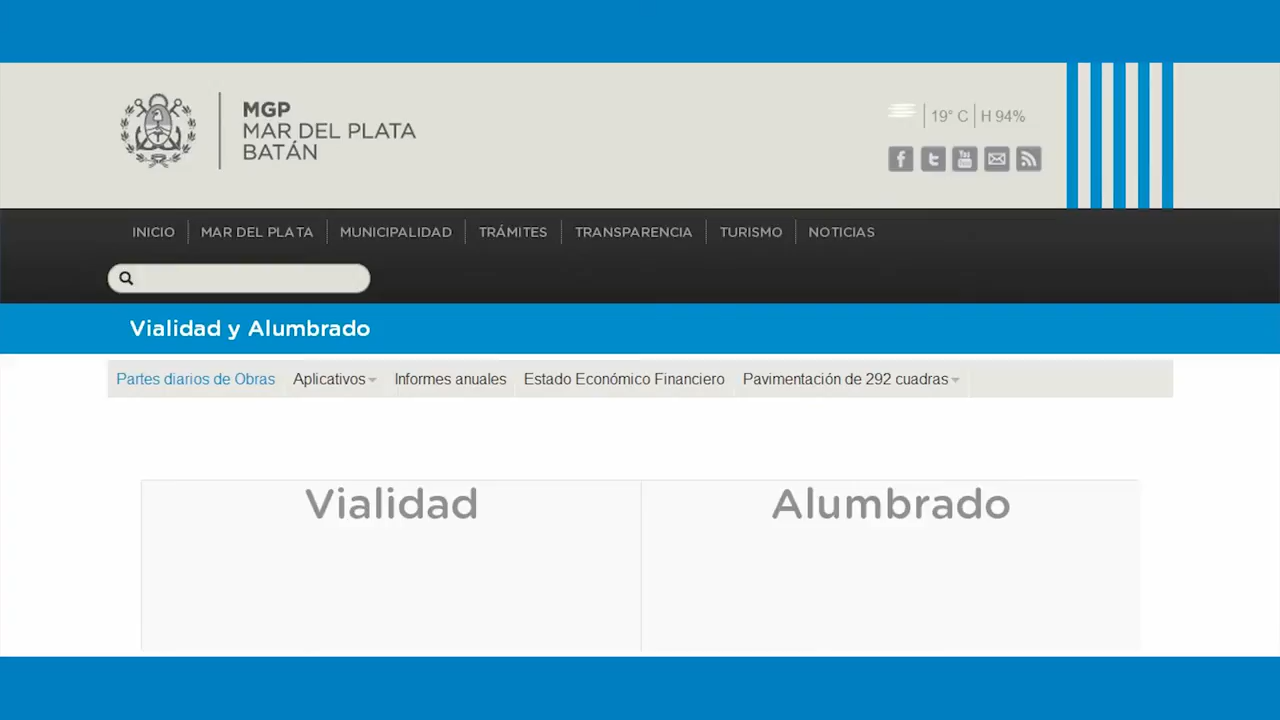 MGP
MAR DEL PLATA
BATÁN
19° C H 94%
INICIO MAR DEL PLATA MUNICIPALIDAD TRÁMITES TRANSPARENCIA TURISMO NOTICIAS
Vialidad y Alumbrado
Partes diarios de Obras Aplicativos Informes anuales Estado Económico Financiero Pavimentación de 292 cuadras
Vialidad Alumbrado